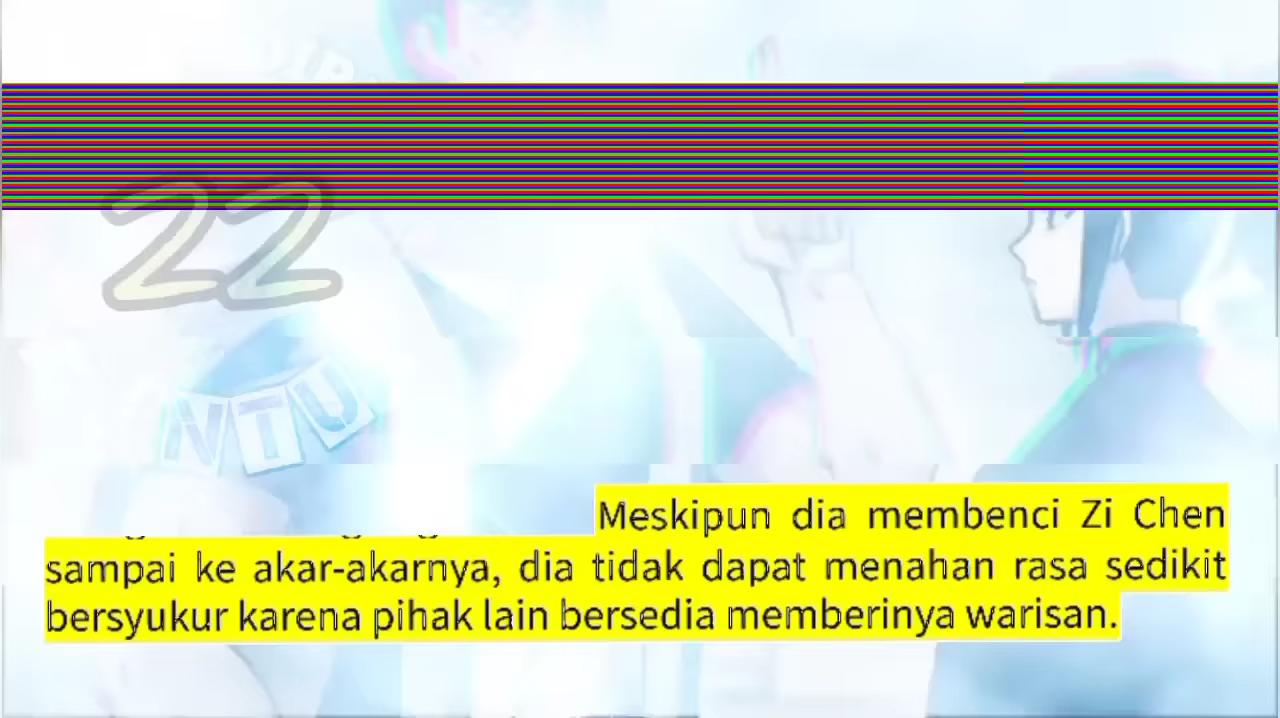 22
NTU
Meskipun dia membenci Zi Chen
sampai ke akar-akarnya, dia tidak dapat menahan rasa sedikit
bersyukur karena pihak lain bersedia memberinya warisan.